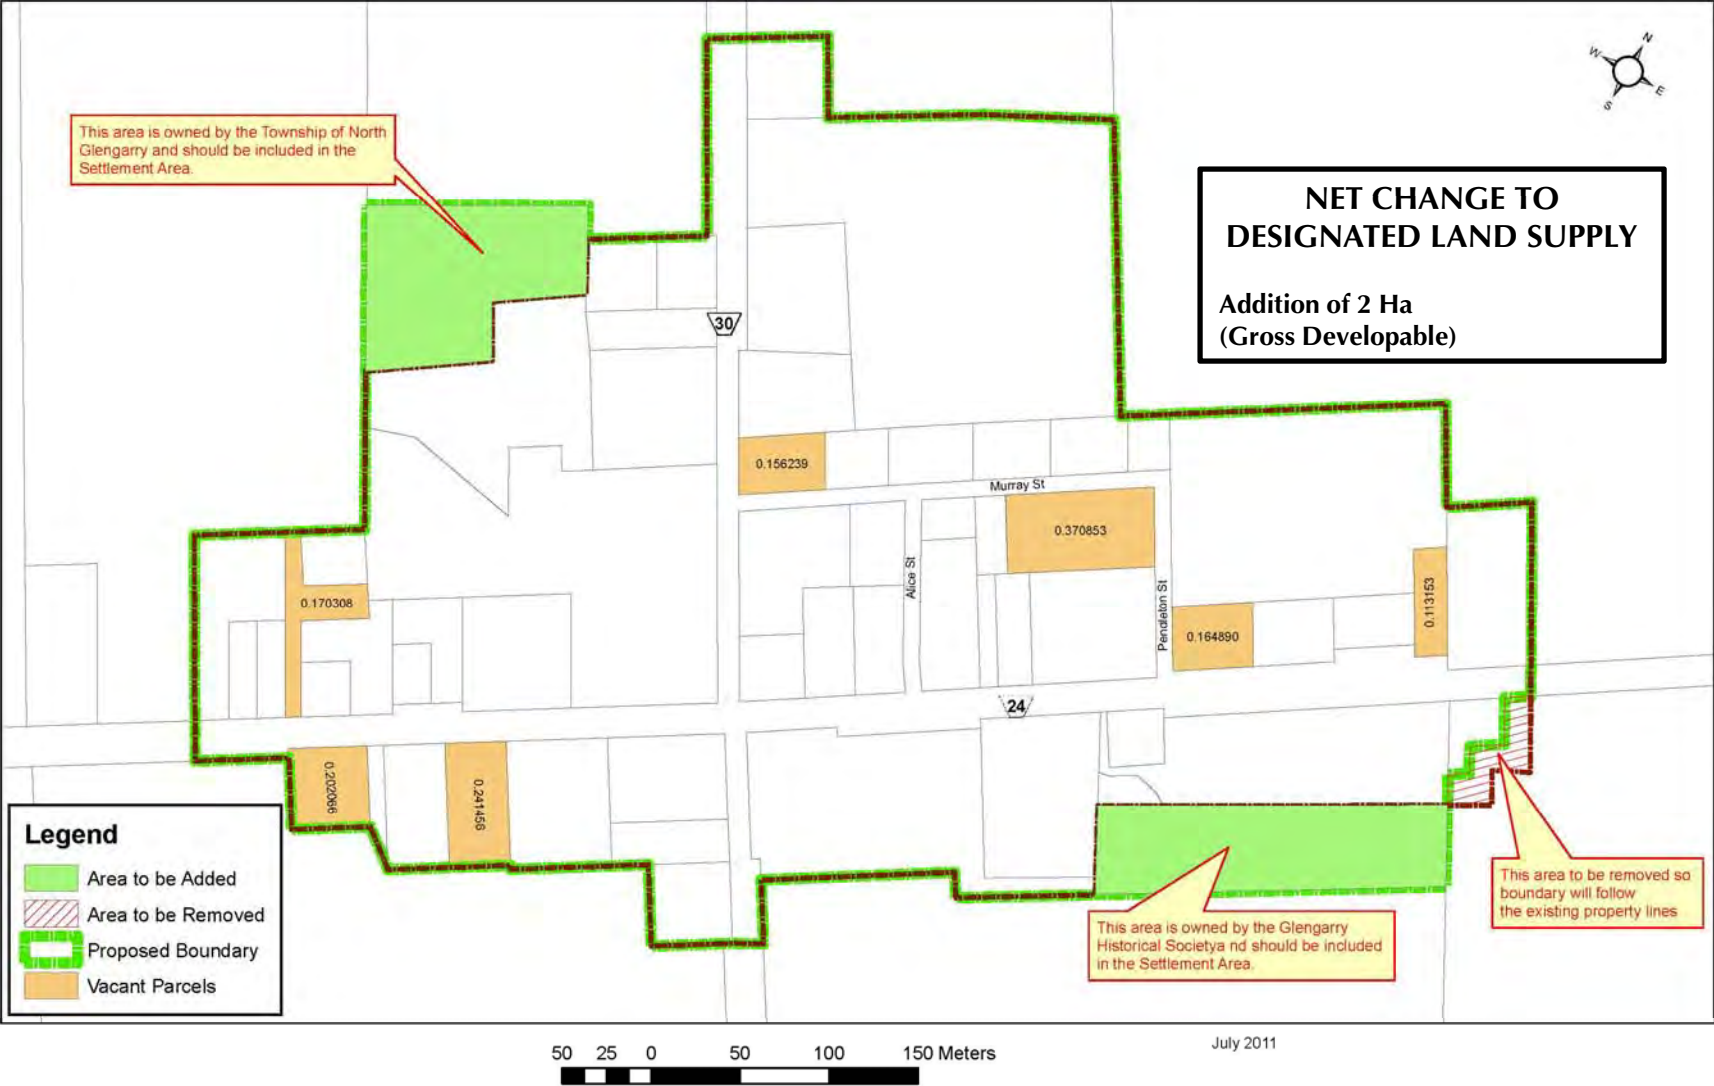 This area is owned by the Township of North
Glengarry and should be included in the
Settlement Area.
N
W
E
S
NET CHANGE TO
DESIGNATED LAND SUPPLY
Addition of 2 Ha
(Gross Developable)
30
0.156239
Murray St
0.370853
Alice St
Pendleton St
0.170308
0.164890
0.113153
24
0.202066
0.241456
Legend
Area to be Added
Area to be Removed
Proposed Boundary
Vacant Parcels
This area to be removed so
boundary will follow
the existing property lines
This area is owned by the Glengarry
Historical Societya nd should be included
in the Settlement Area.
50 25 0 50 100 150 Meters
July 2011